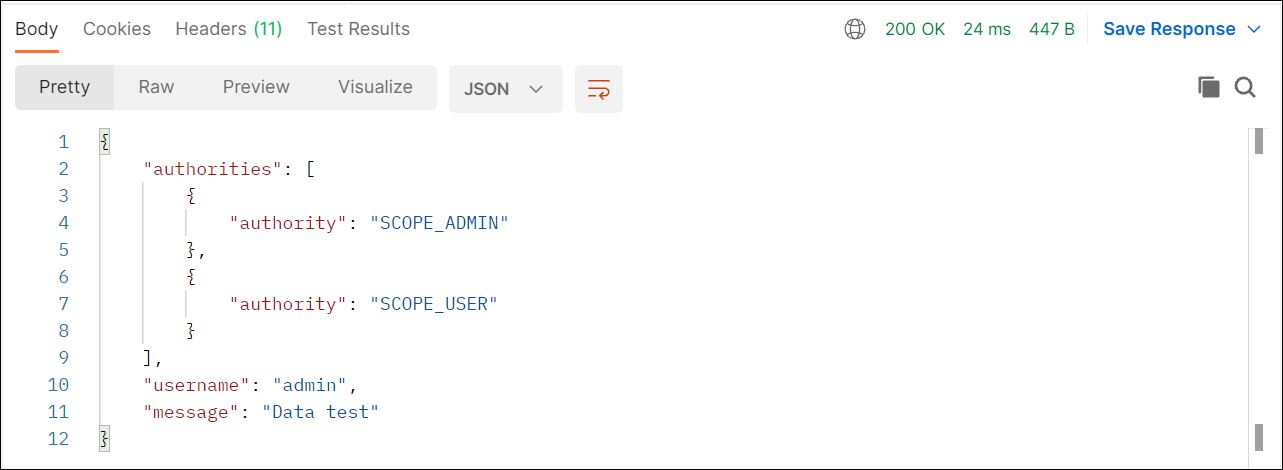 Body Cookies Headers (11) Test Results 200 OK 24 ms 447 B Save Response
Pretty Raw Preview Visualize JSON
1 {
2 "authorities": [
3 {
4 "authority": "SCOPE_ADMIN"
5 },
6 {
7 "authority": "SCOPE_USER"
8 }
9 ],
10 "username": "admin",
11 "message": "Data test"
12 }